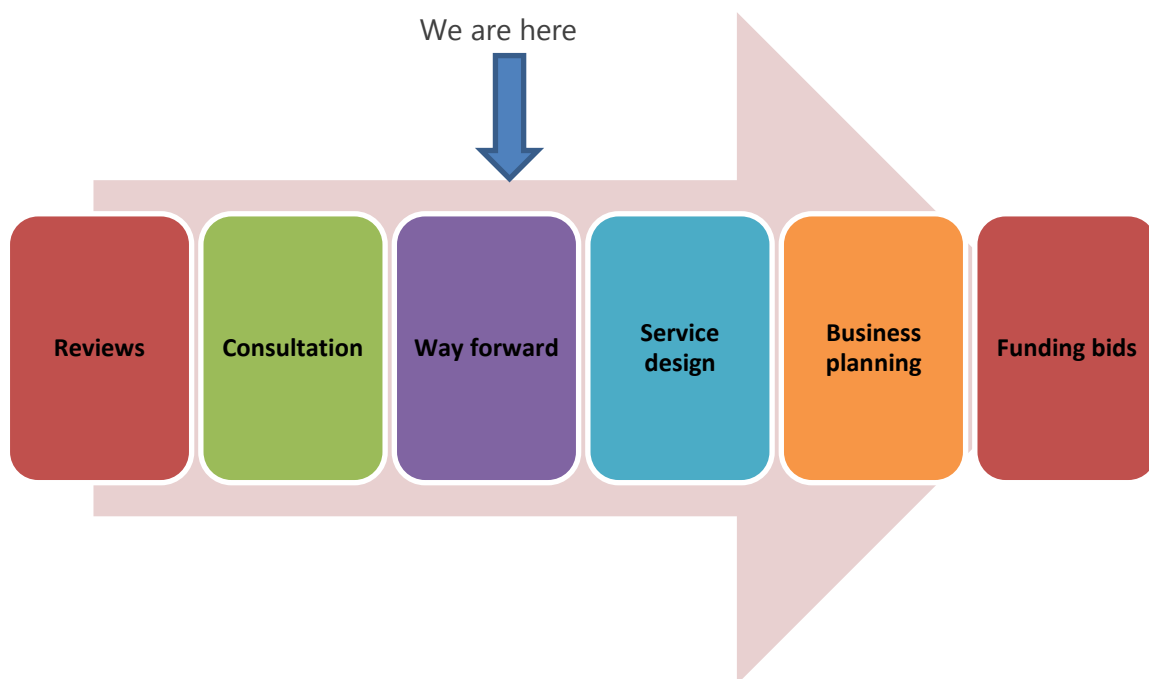 We are here
Reviews
Consultation
Way forward
Service
design
Business
planning
Funding bids